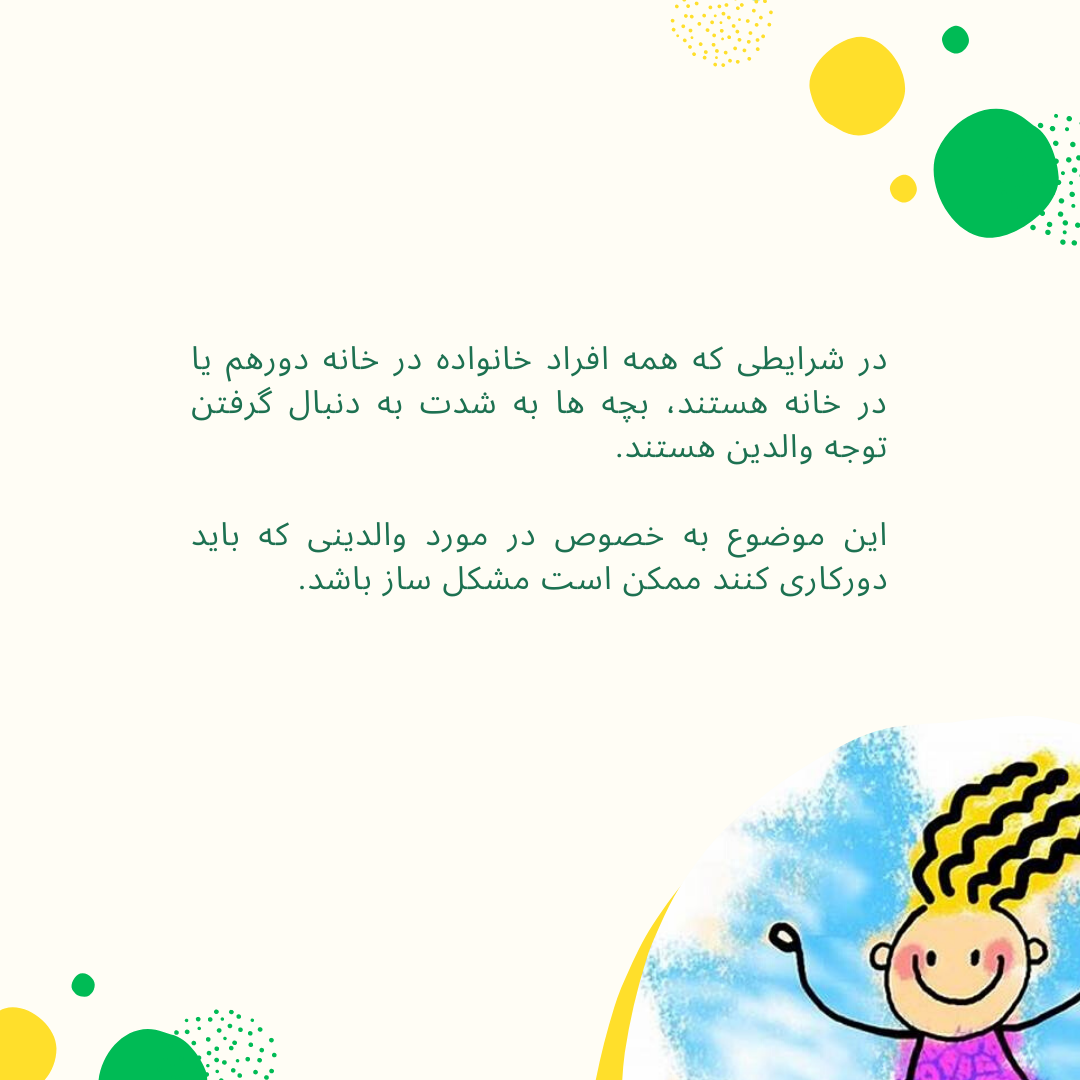 در شرایطی که همه افراد خانواده در خانه دورهم یا
در خانه هستند، بچه ها به شدت به دنبال گرفتن
توجه والدین هستند.
این موضوع به خصوص در مورد والدینی که باید
دورکاری کنند ممکن است مشکل ساز باشد.